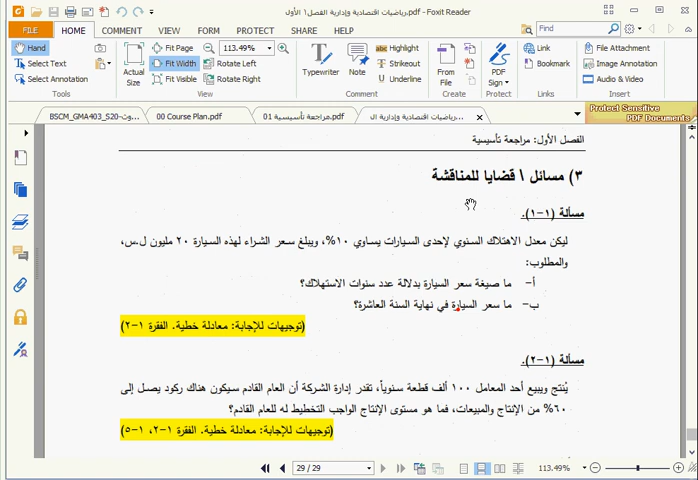 رياضيات اقتصادية وإدارية الفصل١ الأول.pdf - Foxit Reader
FILE HOME COMMENT VIEW FORM PROTECT SHARE HELP Find
Hand
Select Text
Select Annotation
Tools
Actual Size
Fit Page
Fit Width
Fit Visible
113.49%
Rotate Left
Rotate Right
View
Typewriter
Note
Highlight
Strikeout
Underline
Comment
From File
Create
PDF Sign
Protect
Link
Bookmark
Links
File Attachment
Image Annotation
Audio & Video
Insert
BSCM_GMA403_S20-... 00 Course Plan.pdf مراجعة تأسيسية 01.pdf رياضيات اقتصادية وإدارية ال...
Protect Sensitive
PDF Documents
الفصل الأول: مراجعة تأسيسية
٣) مسائل \ قضايا للمناقشة
مسألة (١-١).
ليكن معدل الاهتلاك السنوي لإحدى السيارات يساوي ١٠%، ويبلغ سعر الشراء لهذه السيارة ٢٠ مليون ل.س،
والمطلوب:
أ- ما صيغة سعر السيارة بدلالة عدد سنوات الاستهلاك؟
ب- ما سعر السيارة في نهاية السنة العاشرة؟
(توجيهات للإجابة: معادلة خطية. الفقرة ١-٢)
مسألة (١-٢).
يُنتج ويبيع أحد المعامل ١٠٠ ألف قطعة سنوياً، تقدر إدارة الشركة أن العام القادم سيكون هناك ركود يصل إلى
٦٠% من الإنتاج والمبيعات، فما هو مستوى الإنتاج الواجب التخطيط له للعام القادم؟
(توجيهات للإجابة: معادلة خطية. الفقرة ١-٢، ١-٥)
29 / 29
113.49%